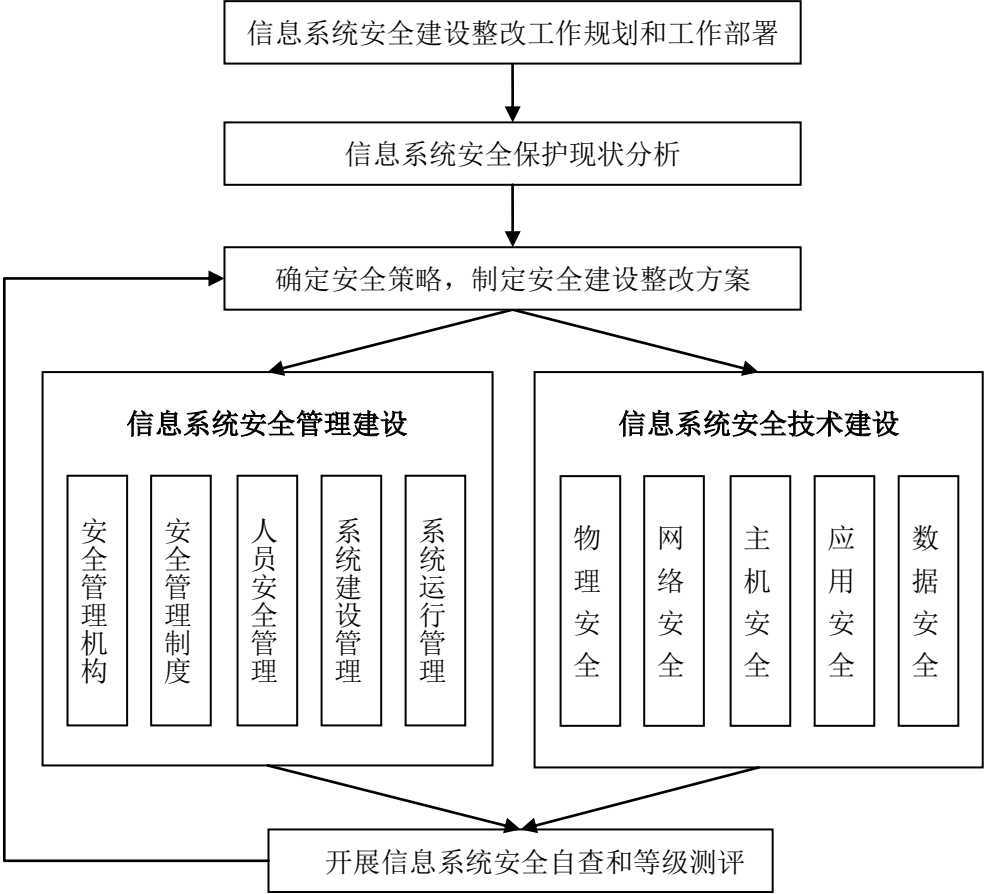 信息系统安全建设整改工作规划和工作部署
信息系统安全保护现状分析
确定安全策略，制定安全建设整改方案
信息系统安全管理建设
安全管理机构
安全管理制度
人员安全管理
系统建设管理
系统运行管理
信息系统安全技术建设
物理安全
网络安全
主机安全
应用安全
数据安全
开展信息系统安全自查和等级测评